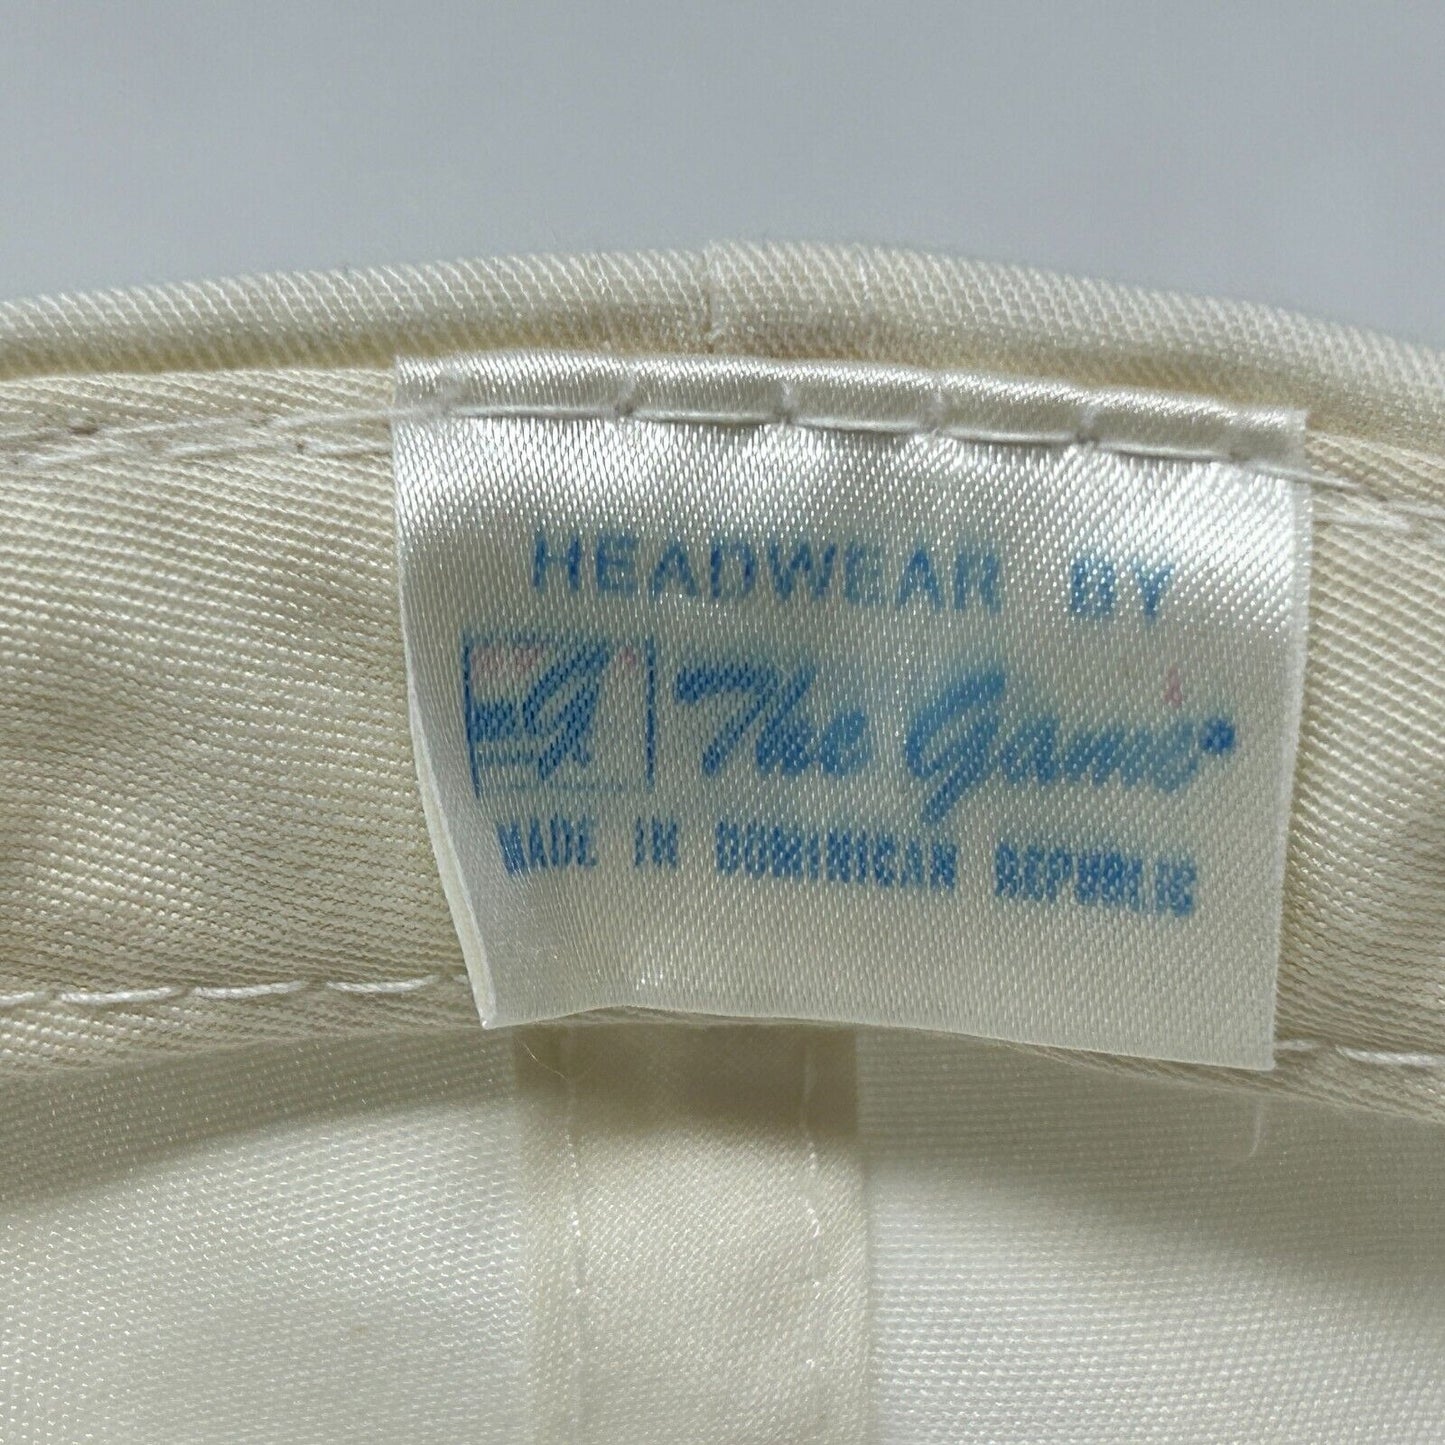 HEADWEAR BY
The Game
MADE IN DOMINICAN REPUBLIC